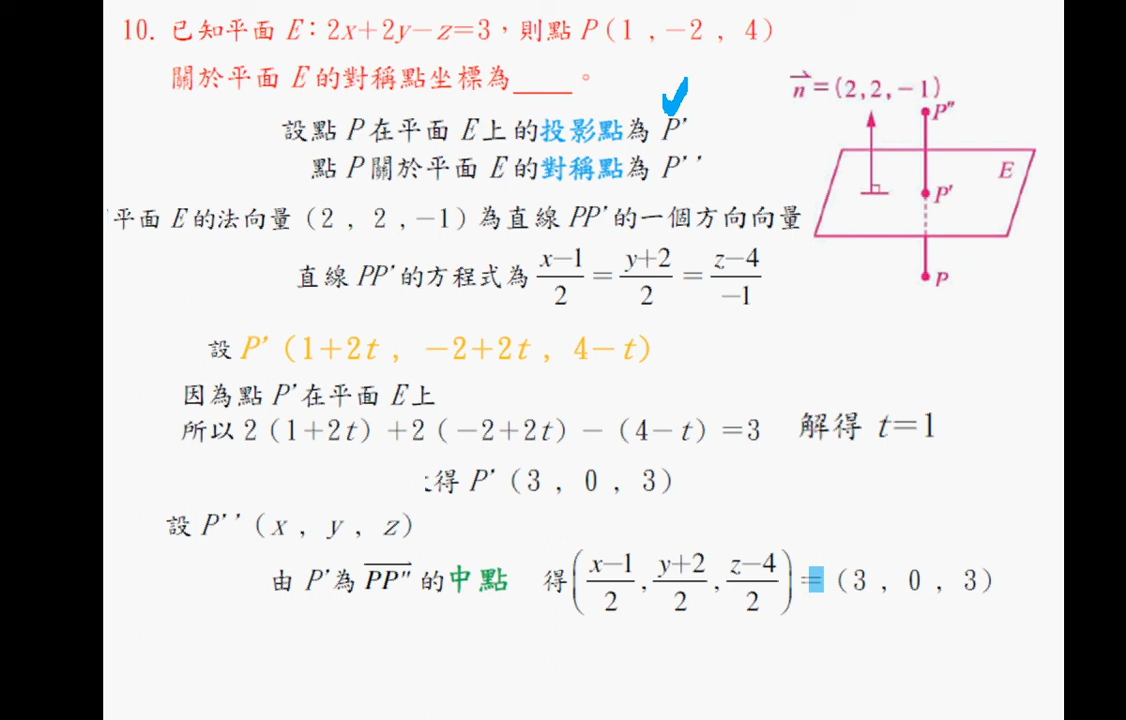 10. 已知平面 E：2x+2y−z=3，則點 P(1 , −2 , 4)
關於平面 E 的對稱點坐標為____。
設點 P 在平面 E 上的投影點為 P'
點 P 關於平面 E 的對稱點為 P''
平面 E 的法向量 (2 , 2 , −1) 為直線 PP' 的一個方向向量
直線 PP' 的方程式為 (x−1)/2 = (y+2)/2 = (z−4)/−1
設 P' (1+2t , −2+2t , 4−t)
因為點 P' 在平面 E 上
所以 2 (1+2t) +2 (−2+2t) − (4−t) =3 解得 t=1
得 P' (3 , 0 , 3)
設 P'' (x , y , z)
由 P' 為 PP'' 的中點 得 ((x−1)/2 , (y+2)/2 , (z−4)/2) = (3 , 0 , 3)
n=(2,2,−1)
P''
E
P'
P